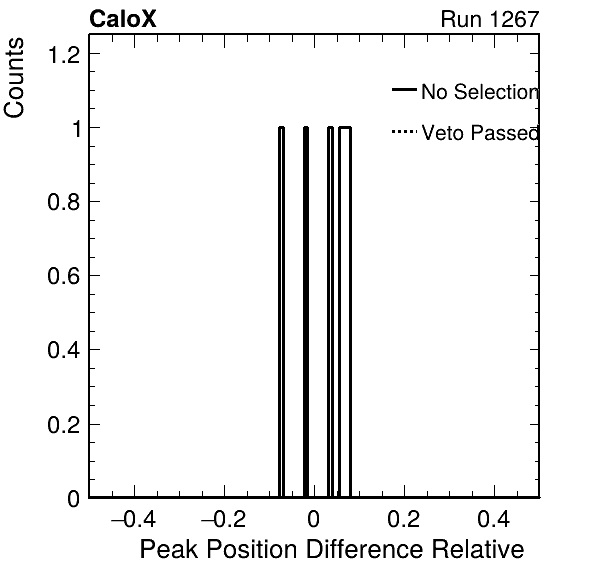 CaloX Run 1267
Counts
No Selection
Veto Passed
1.2
1
0.8
0.6
0.4
0.2
0
−0.4 −0.2 0 0.2 0.4
Peak Position Difference Relative